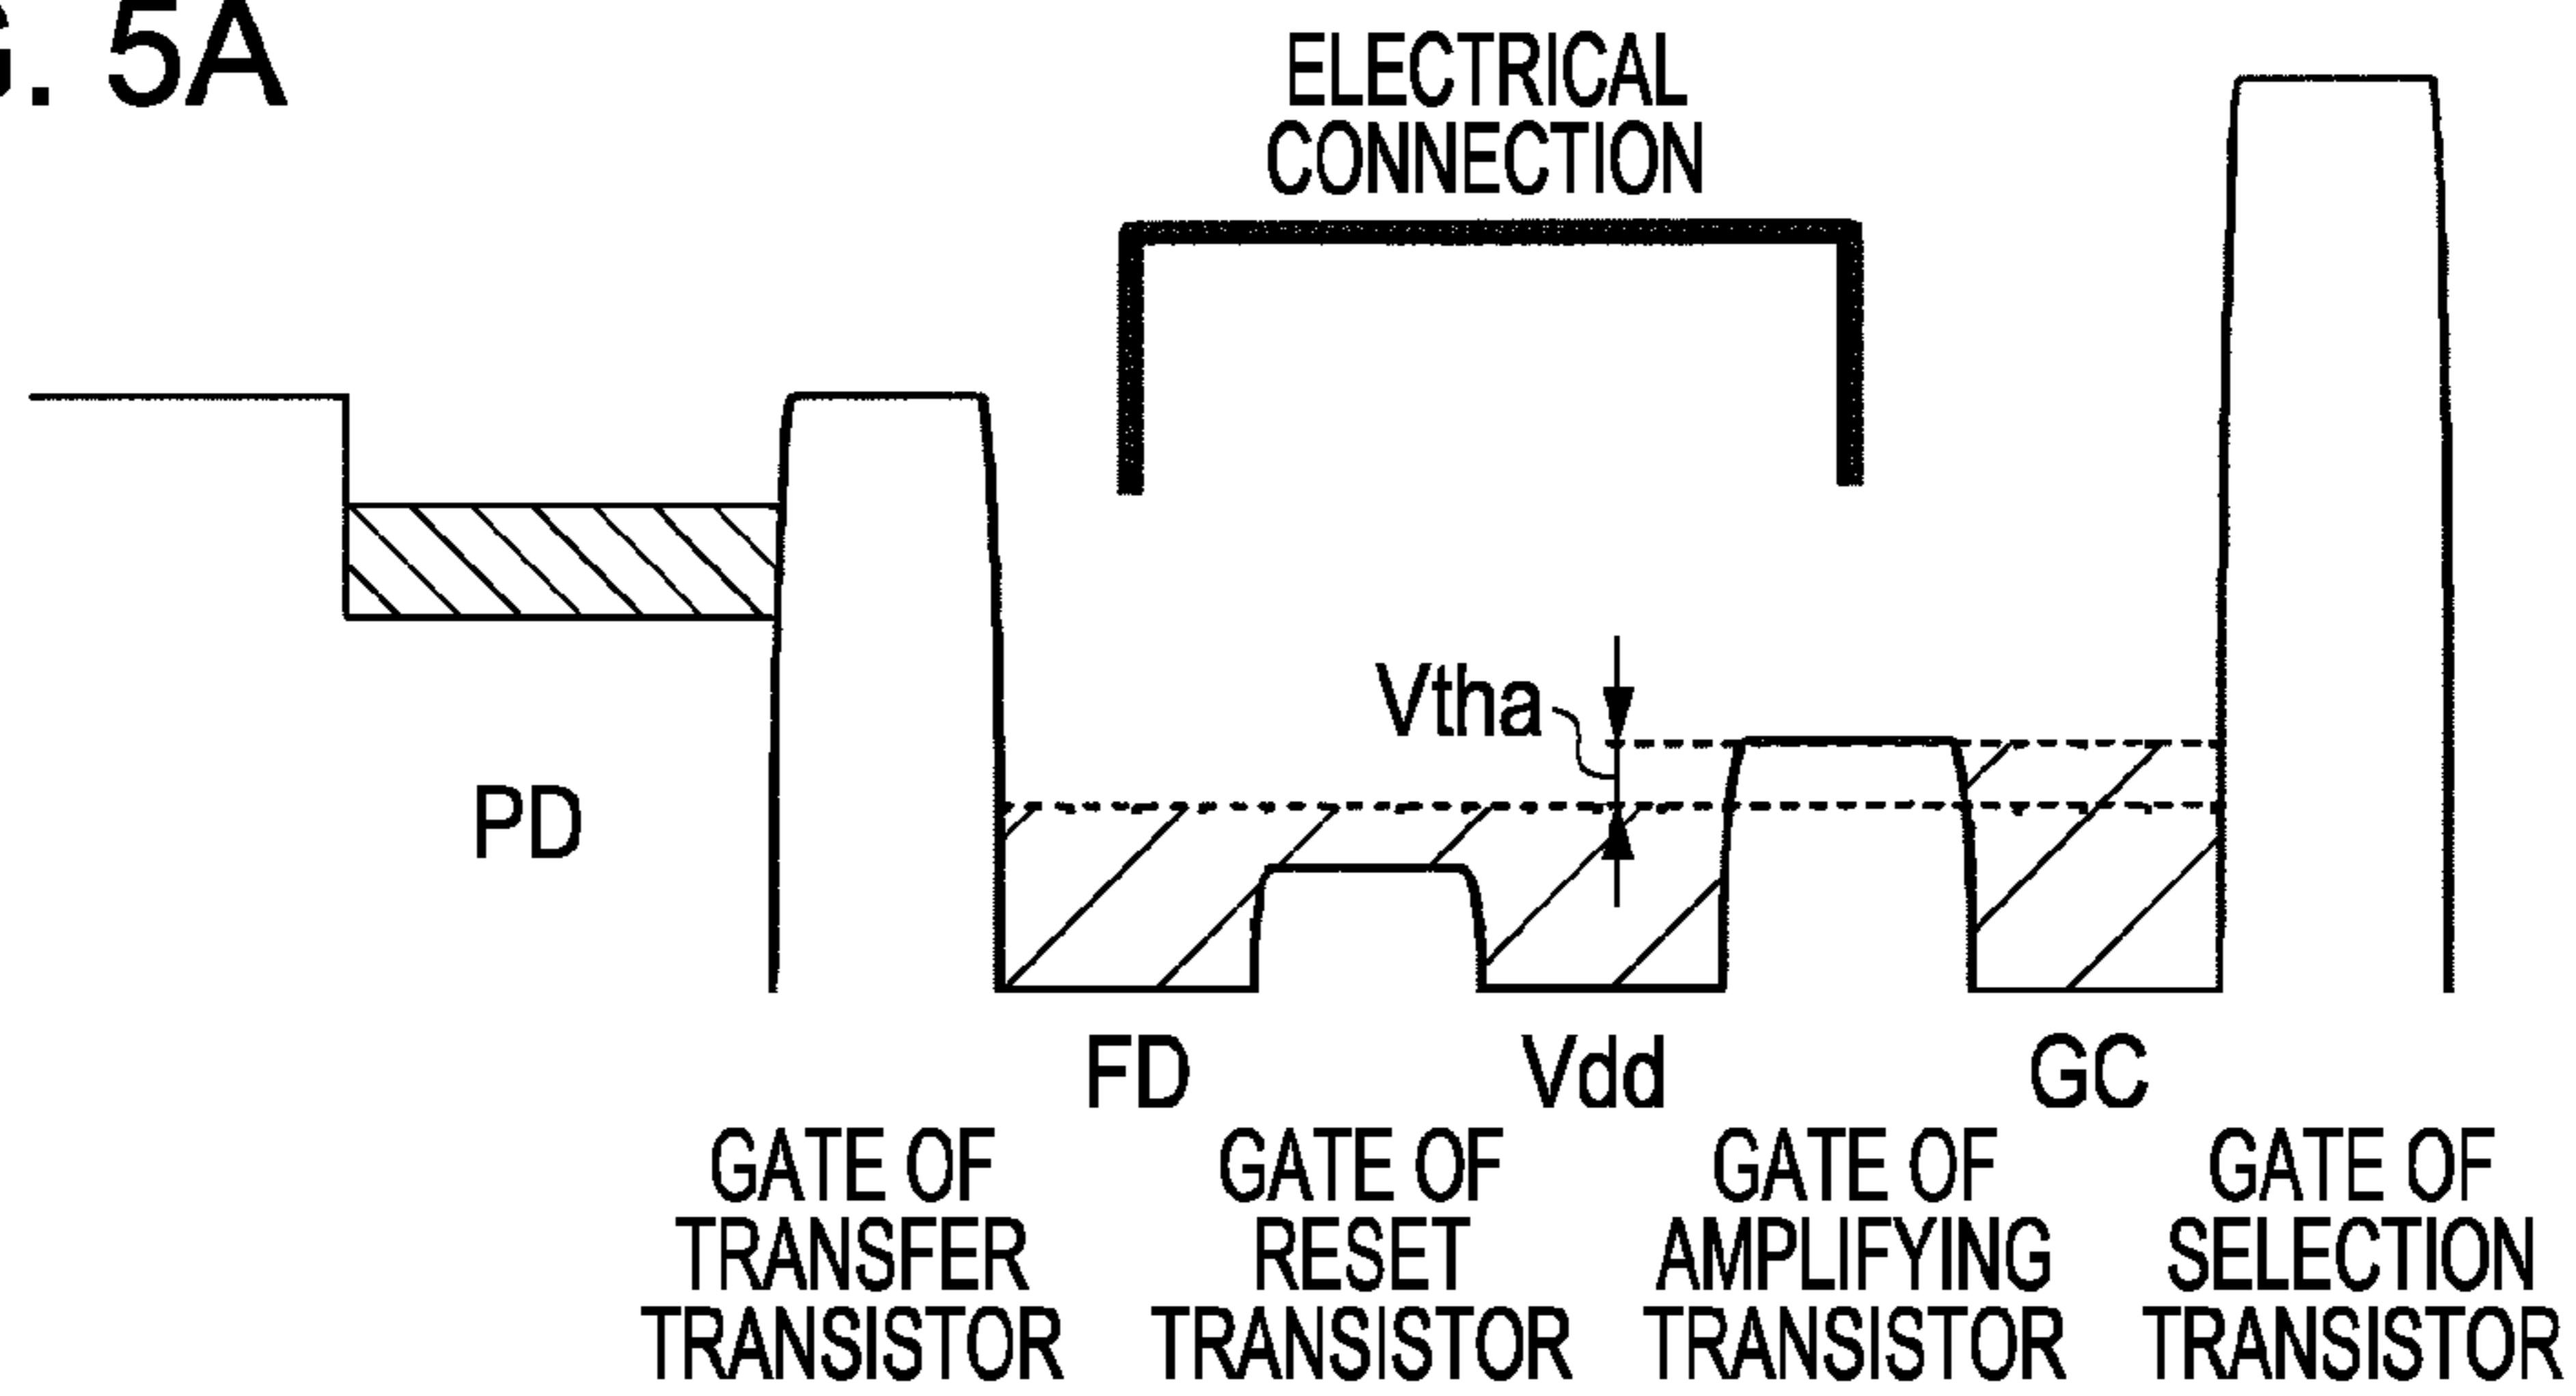 G. 5A
ELECTRICAL
CONNECTION
Vtha
PD
FD
Vdd
GC
GATE OF
TRANSFER
TRANSISTOR
GATE OF
RESET
TRANSISTOR
GATE OF
AMPLIFYING
TRANSISTOR
GATE OF
SELECTION
TRANSISTOR